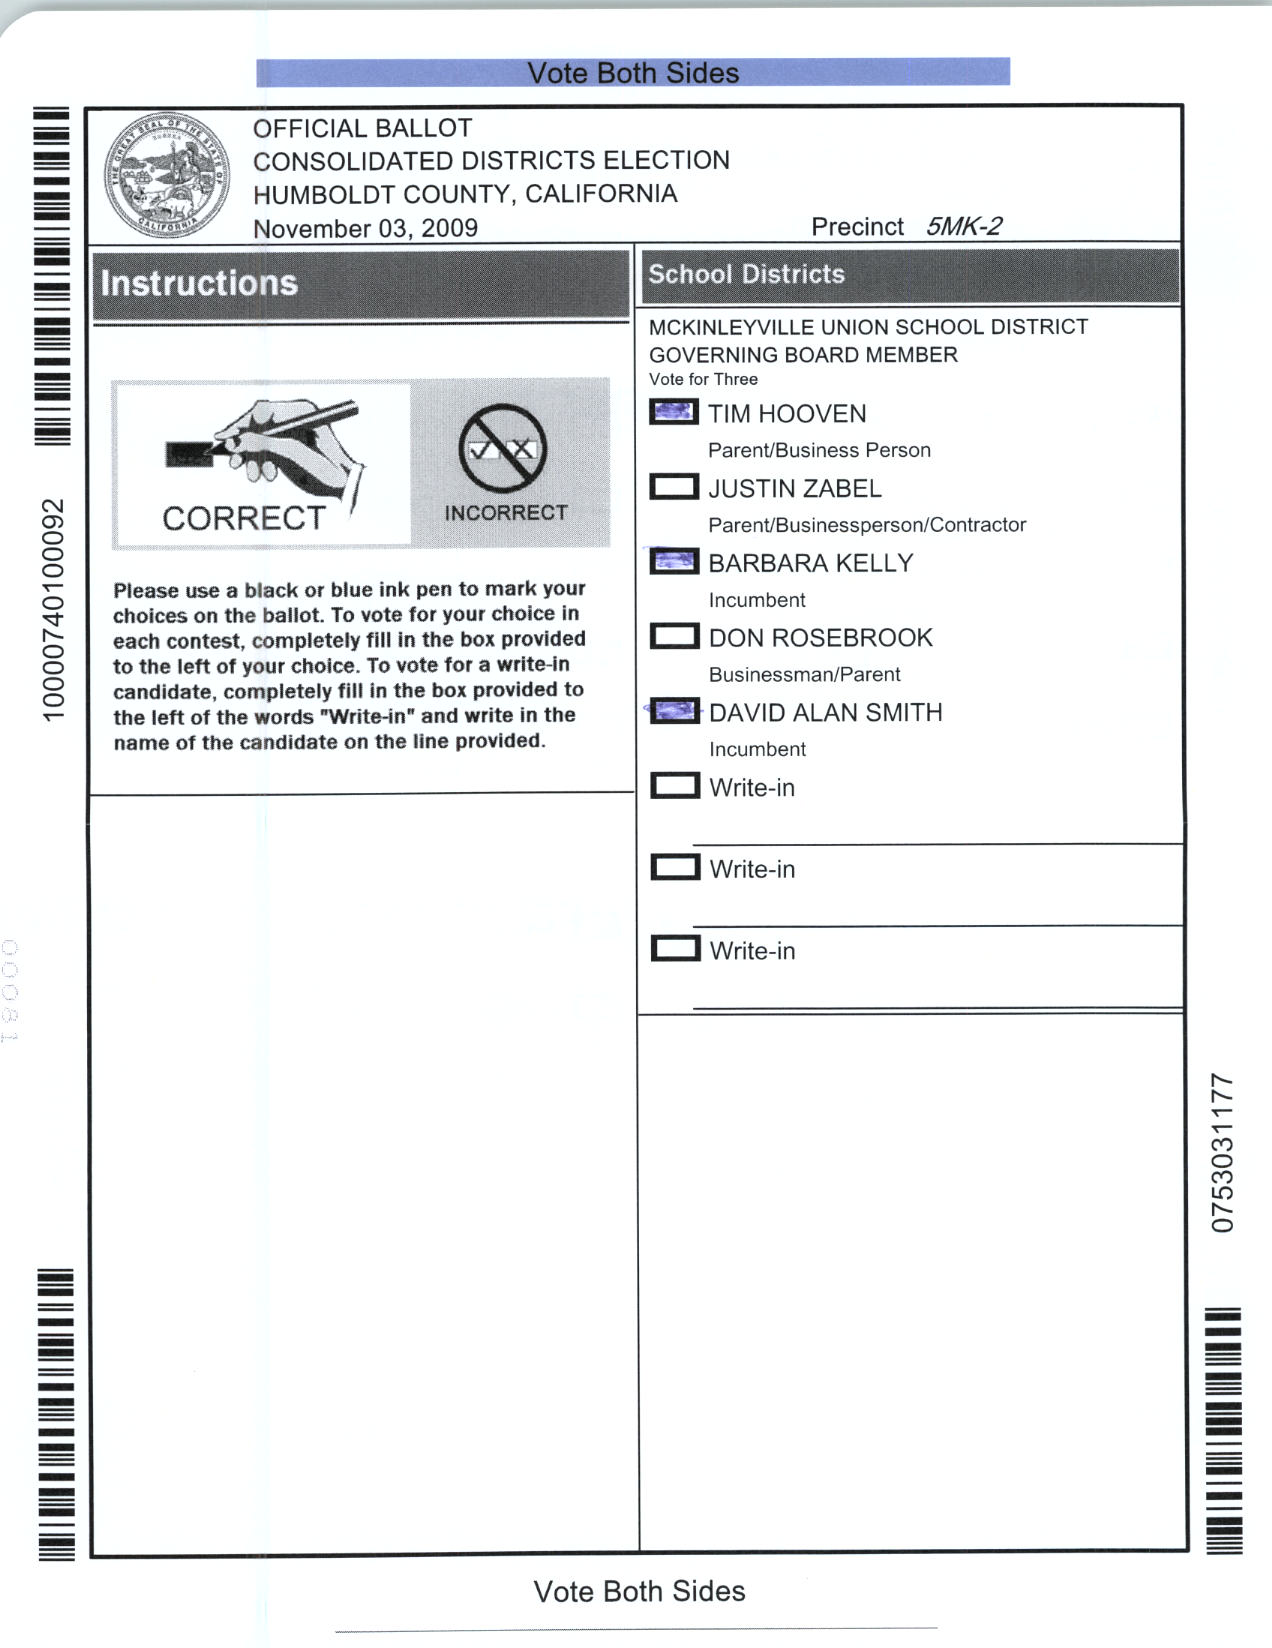 Vote Both Sides
OFFICIAL BALLOT
CONSOLIDATED DISTRICTS ELECTION
HUMBOLDT COUNTY, CALIFORNIA
November 03, 2009
Precinct 5MK-2
THE GREAT SEAL OF THE STATE OF CALIFORNIA
EUREKA
Instructions
CORRECT
INCORRECT
Please use a black or blue ink pen to mark your
choices on the ballot. To vote for your choice in
each contest, completely fill in the box provided
to the left of your choice. To vote for a write-in
candidate, completely fill in the box provided to
the left of the words "Write-in" and write in the
name of the candidate on the line provided.
School Districts
MCKINLEYVILLE UNION SCHOOL DISTRICT
GOVERNING BOARD MEMBER
Vote for Three
TIM HOOVEN
Parent/Business Person
JUSTIN ZABEL
Parent/Businessperson/Contractor
BARBARA KELLY
Incumbent
DON ROSEBROOK
Businessman/Parent
DAVID ALAN SMITH
Incumbent
Write-in
Write-in
Write-in
10000740100092
00081
0753031177
Vote Both Sides